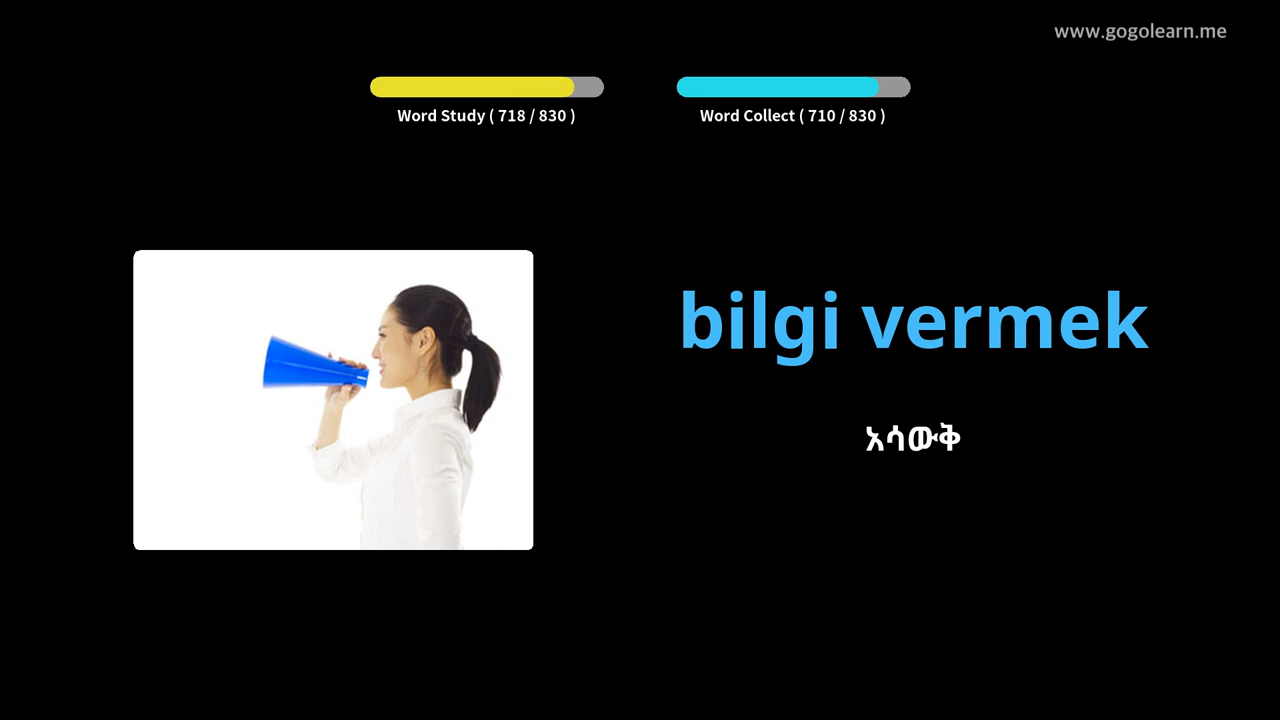 www.gogolearn.me
Word Study ( 718 / 830 )
Word Collect ( 710 / 830 )
bilgi vermek
አሳውቅ